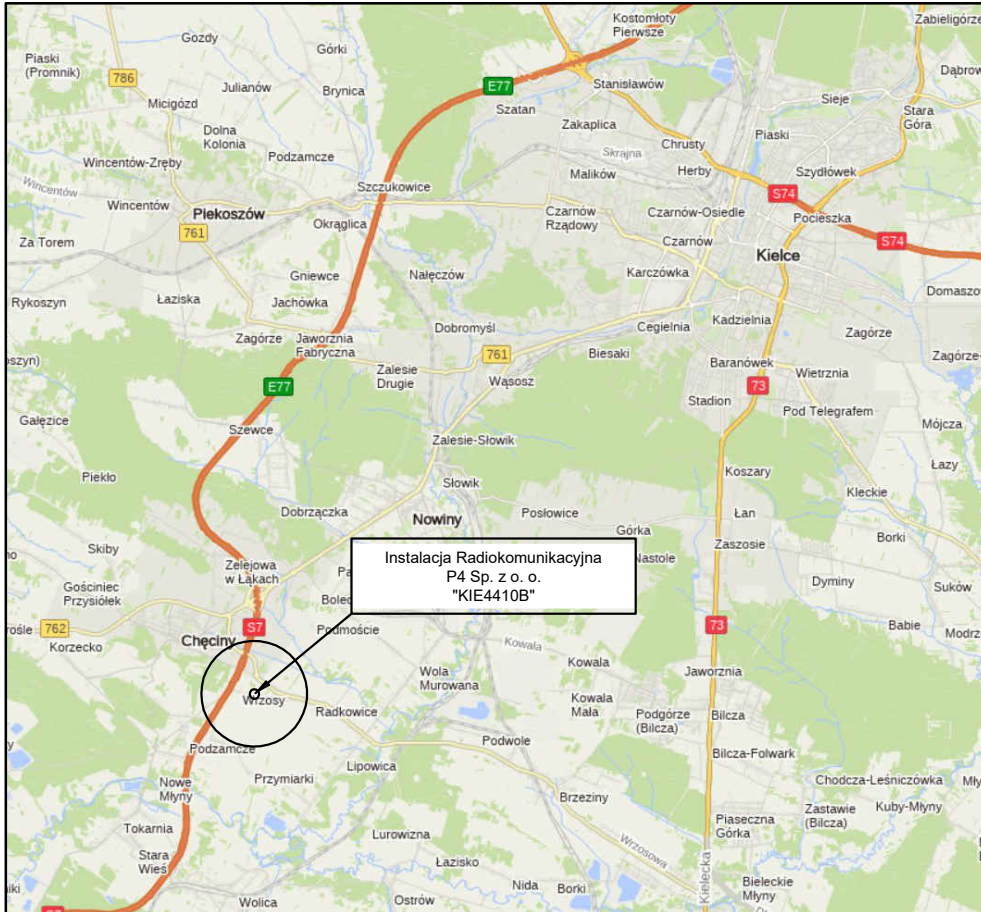 Kostomłoty
Pierwsze
Zabieligórze
Gozdy
Górki
Piaski
(Promnik)
786
Julianów
Brynica
E77
Stanisławów
Dąbrow
Micigózd
Szatan
Sieje
Stara
Góra
Dolna
Kolonia
Zakaplica
Piaski
Wincentów-Zręby
Podzamcze
Skrajna
Chrusty
Malików
Herby
Szydłówek
Wincentów
Szczukowice
S74
Wincentów
Piekoszów
Okrąglica
Czarnów
Rządowy
Czarnów-Osiedle
Pocieszka
Za Torem
761
Czarnów
S74
Kielce
Gniewce
Nałęczów
Karczówka
Rykoszyn
Łaziska
Jachówka
Domaszow
Dobromyśl
Cegielnia
Kadzielnia
Zagórze
Zagórze
Jaworznia
Fabryczna
761
Biesaki
Baranówek
Zagórze-
oszyn)
Zalesie
Drugie
Wąsosz
Wietrznia
E77
73
Stadion
Pod Telegrafem
Gałęzice
Szewce
Mójcza
Zalesie-Słowik
Koszary
Łazy
Piekło
Słowik
Kleckie
Dobrzączka
Nowiny
Posłowice
Łan
Górka
Borki
Skiby
Zaszosie
Instalacja Radiokomunikacyjna
P4 Sp. z o. o.
"KIE4410B"
Nastole
Zelejowa
w Łąkach
Pa
Gościniec
Przysiółek
Dyminy
Suków
Bolec
rośle
762
S7
Podmoście
73
Babie
Korzecko
Chęciny
Kowala
Modrz
Wola
Murowana
Kowala
Jaworznia
Wrzosy
Radkowice
Kowala
Mała
Podgórze
(Bilcza)
Bilcza
Podzamcze
Podwole
Bilcza-Folwark
Lipowica
Nowe
Młyny
Przymiarki
Chodcza-Leśniczówka
Brzeziny
Zastawie
(Bilcza)
Kuby-Młyny
Tokarnia
Lurowizna
Wrzosowa
Piaseczna
Górka
Stara
Wieś
Łazisko
Kielecka
Nida
Borki
Bieleckie
Młyny
Wolica
Ostrów